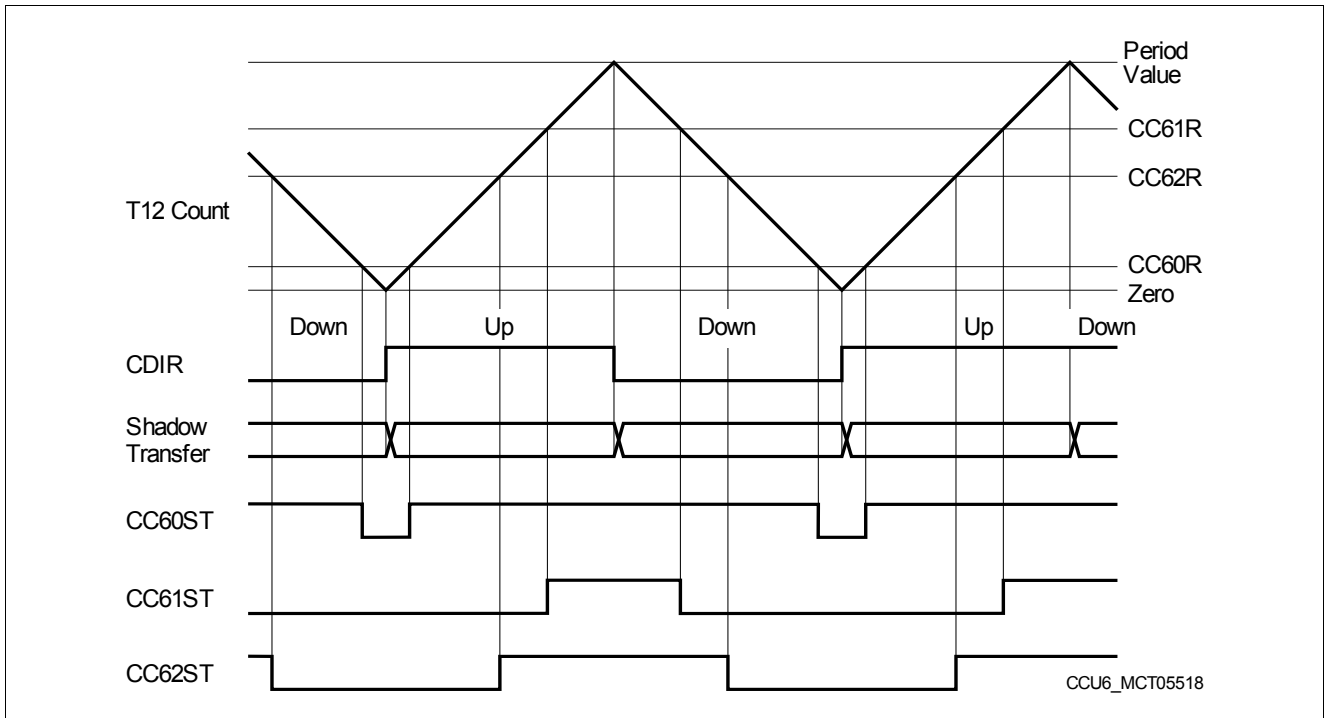 Period
Value
CC61R
CC62R
T12 Count
CC60R
Zero
Down Up Down Up Down
CDIR
Shadow
Transfer
CC60ST
CC61ST
CC62ST
CCU6_MCT05518